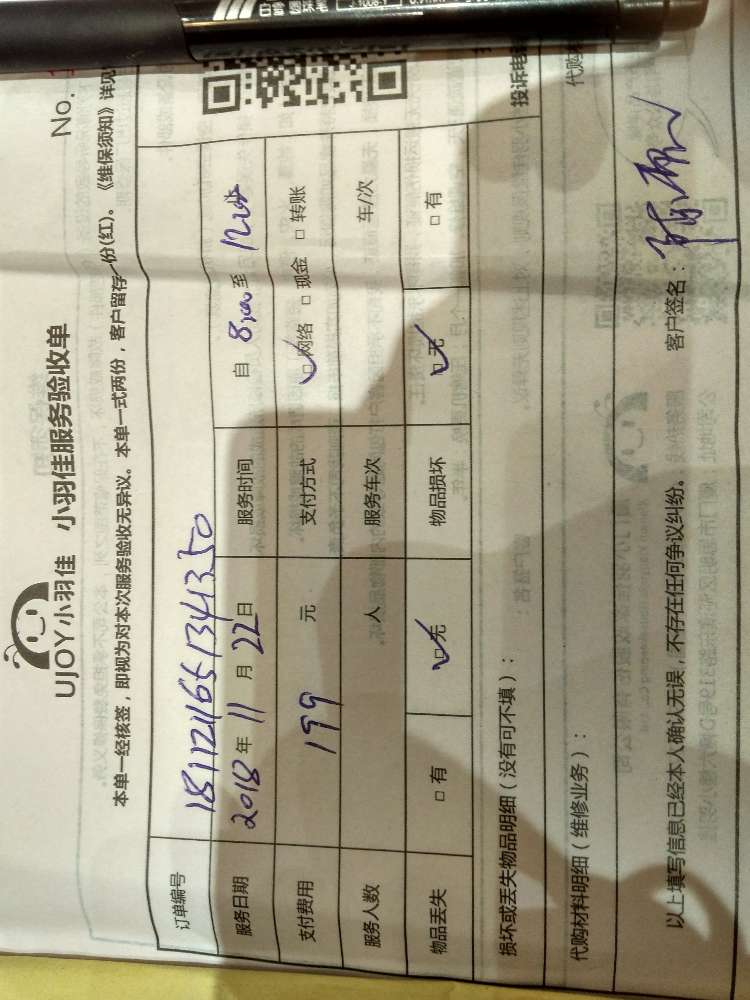 UJOY小羽佳 小羽佳服务验收单
No.
本单一经核签，即视为对本次服务验收无异议。本单一式两份，客户留存一份(红)。《维保须知》详见
订单编号
服务日期 2018年 11 月 22日 服务时间 自 8:00 至
支付费用 199 元 支付方式 ☑网络 □现金 □转账
服务人数 人 服务车次 车/次
物品丢失 □有 ☑无 物品损坏 ☑无 □有
损坏或丢失物品明细（没有可不填）： 投诉电
代购材料明细（维修业务）： 代购
以上填写信息已经本人确认无误，不存在任何争议纠纷。 客户签名：